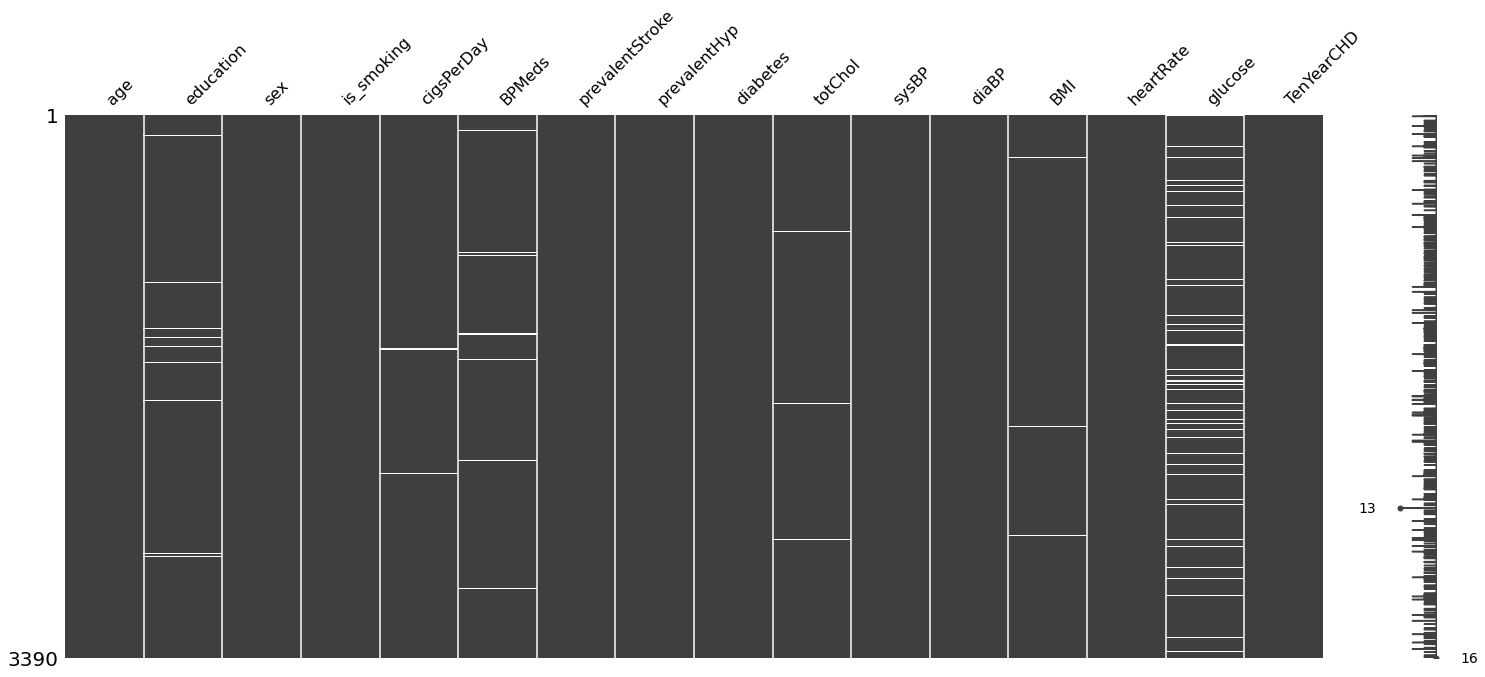 age
education
sex
is_smoking
cigsPerDay
BPMeds
prevalentStroke
prevalentHyp
diabetes
totChol
sysBP
diaBP
BMI
heartRate
glucose
TenYearCHD
1
13
3390
16